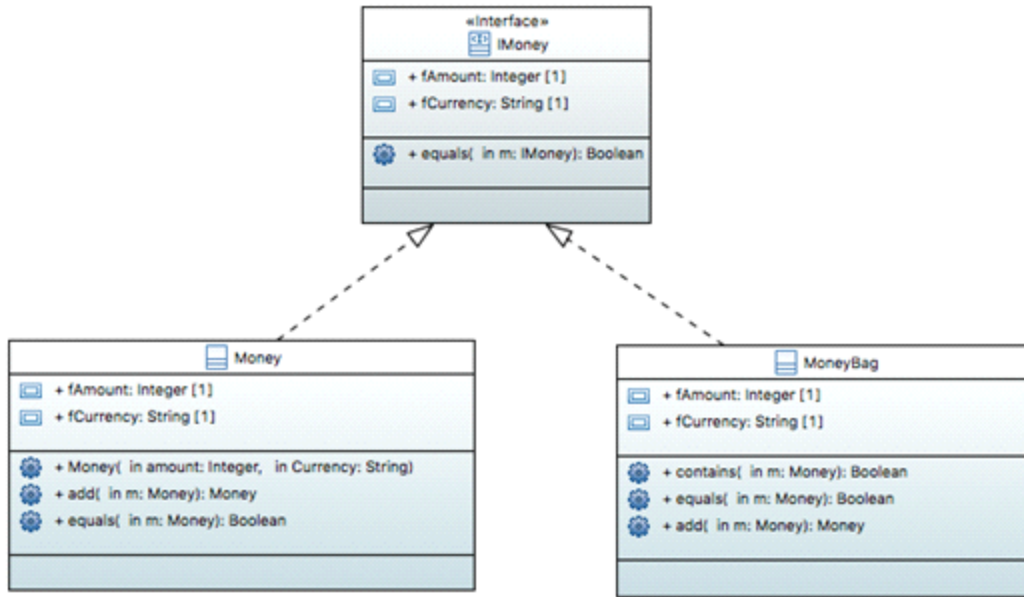 «Interface»
IMoney
+ fAmount: Integer [1]
+ fCurrency: String [1]
+ equals( in m: IMoney): Boolean
Money
+ fAmount: Integer [1]
+ fCurrency: String [1]
+ Money( in amount: Integer, in Currency: String)
+ add( in m: Money): Money
+ equals( in m: Money): Boolean
MoneyBag
+ fAmount: Integer [1]
+ fCurrency: String [1]
+ contains( in m: Money): Boolean
+ equals( in m: Money): Boolean
+ add( in m: Money): Money